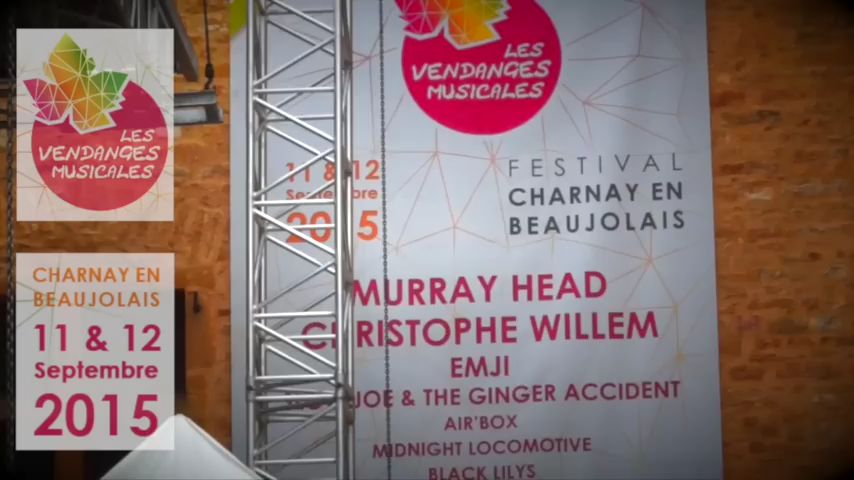 LES
VENDANGES
MUSICALES
CHARNAY EN
BEAUJOLAIS
11 & 12
Septembre
2015
LES
VENDANGES
MUSICALES
11 & 12
Septembre
2015
FESTIVAL
CHARNAY EN
BEAUJOLAIS
MURRAY HEAD
CHRISTOPHE WILLEM
EMJI
JOE & THE GINGER ACCIDENT
AIR'BOX
MIDNIGHT LOCOMOTIVE
BLACK LILYS